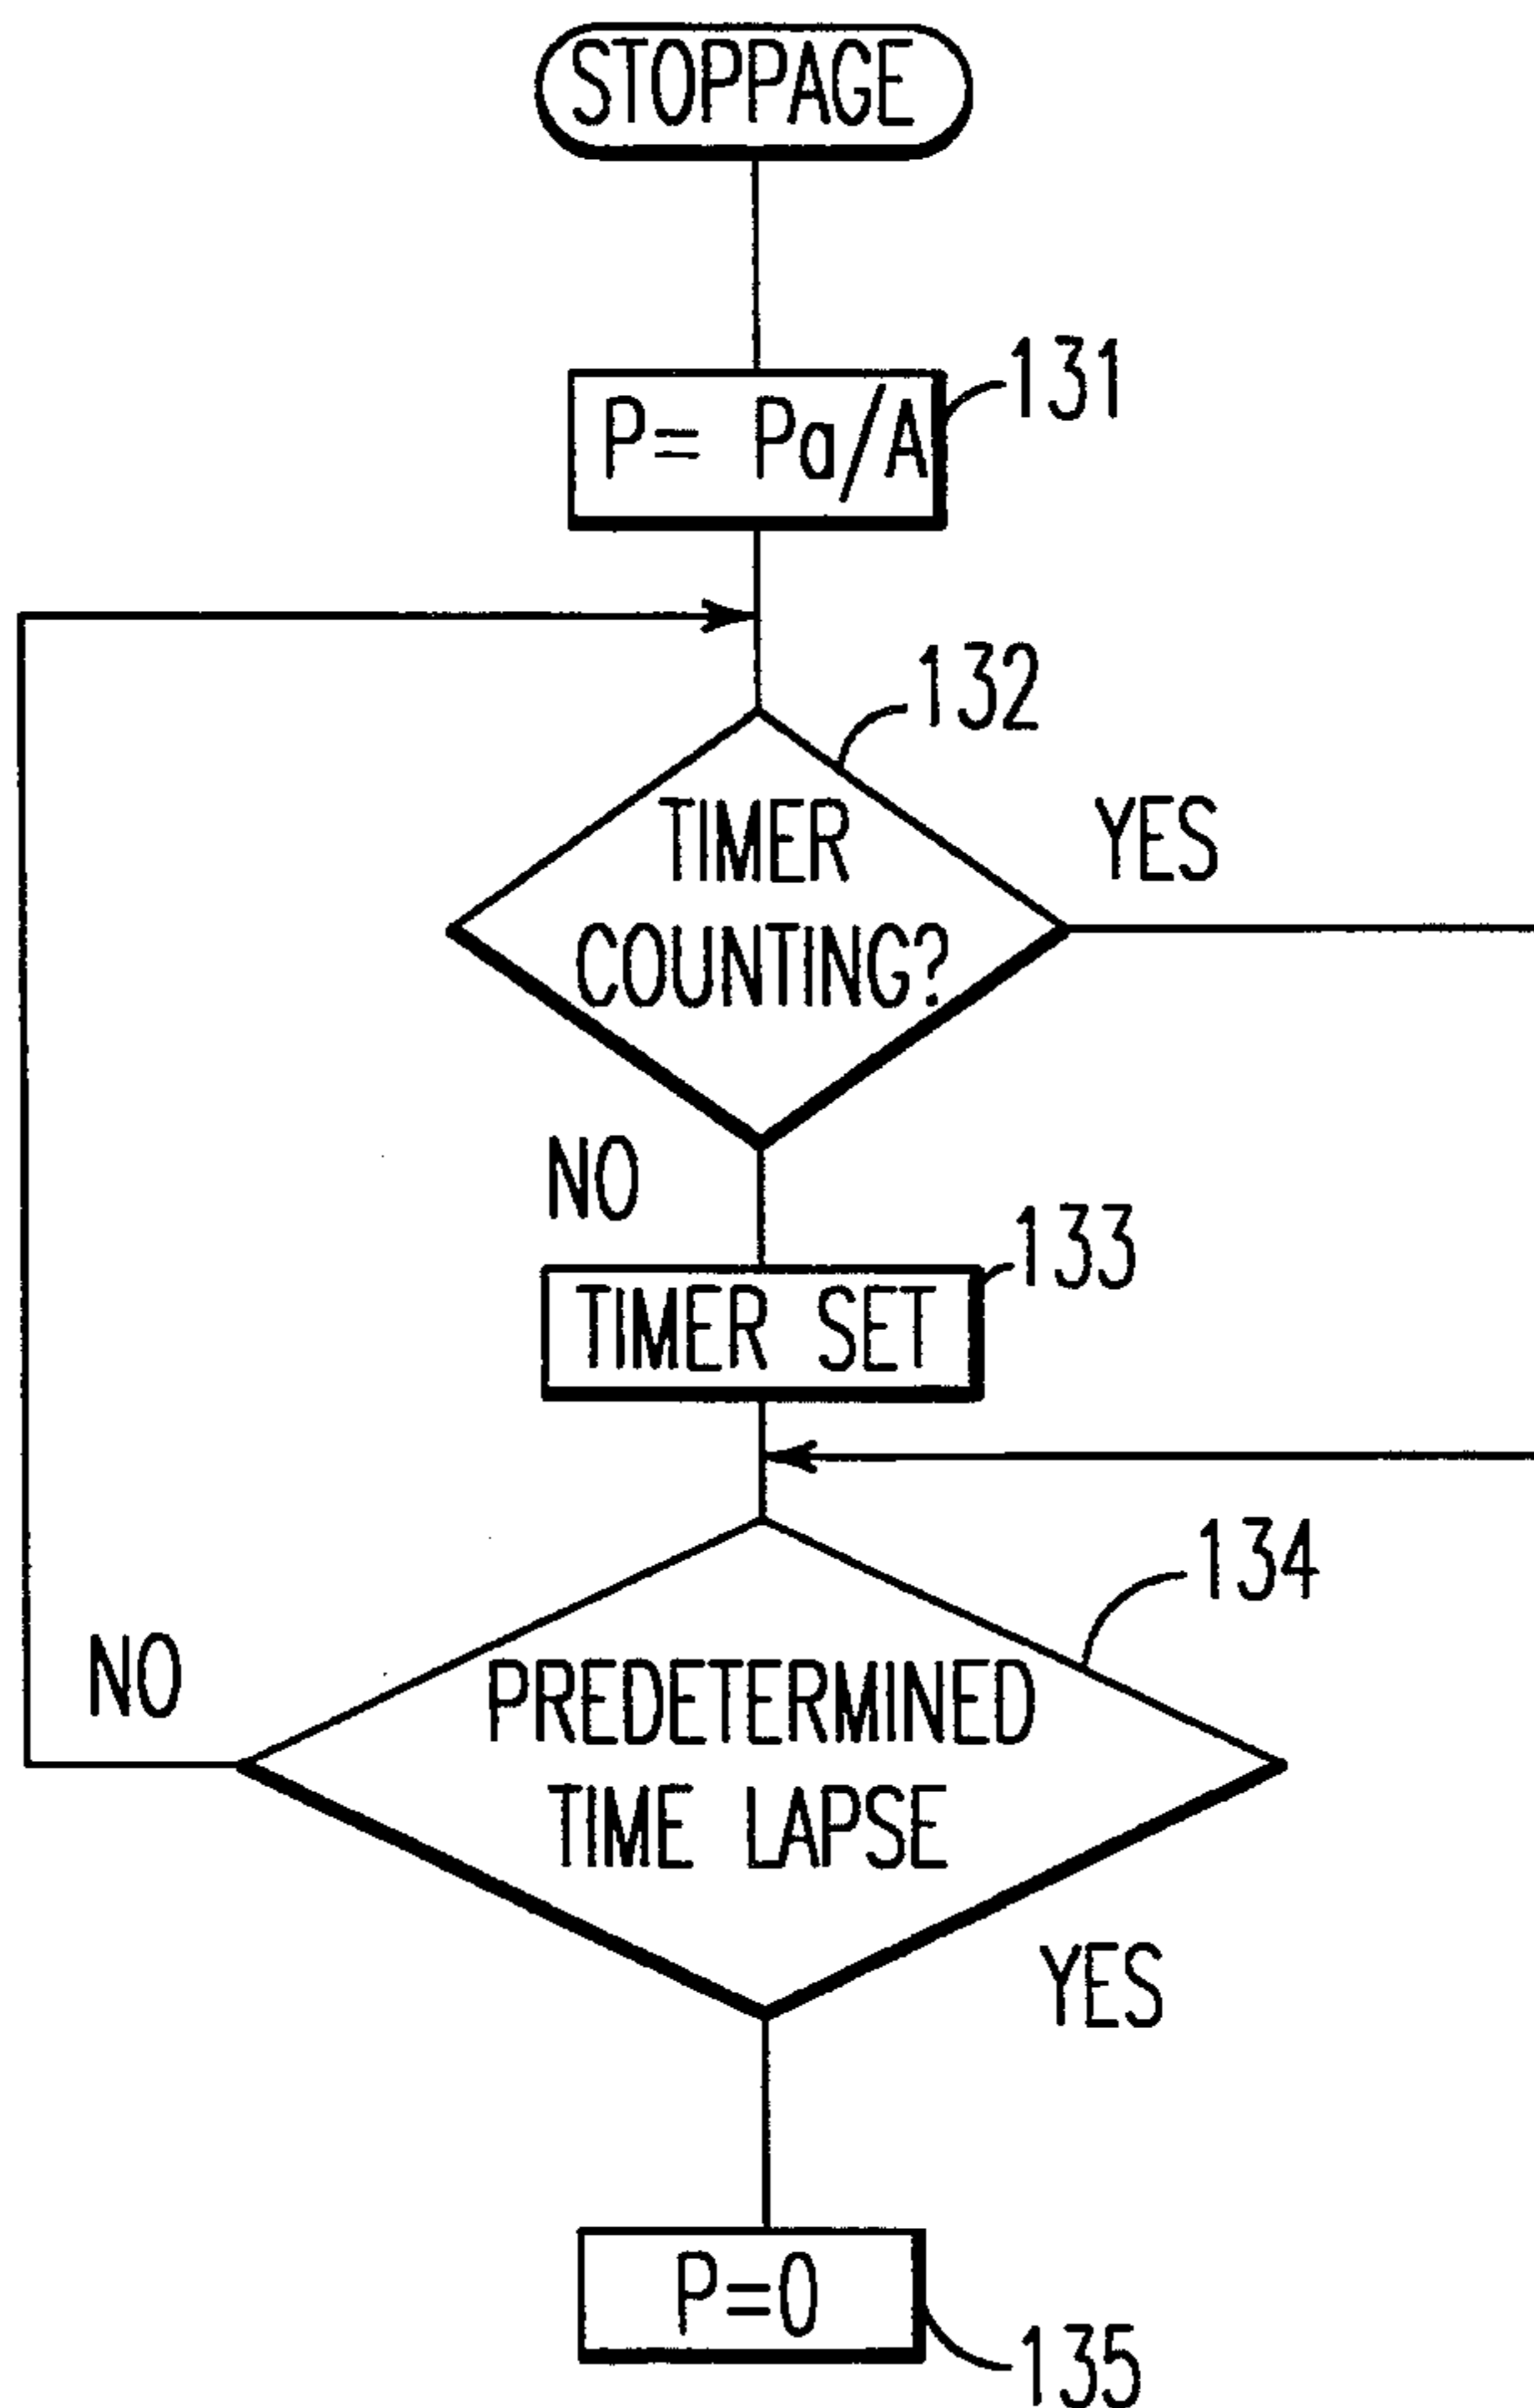 STOPPAGE
131
P= Pa/A
132
TIMER
COUNTING?
YES
NO
133
TIMER SET
134
NO
PREDETERMINED
TIME LAPSE
YES
P=0
135